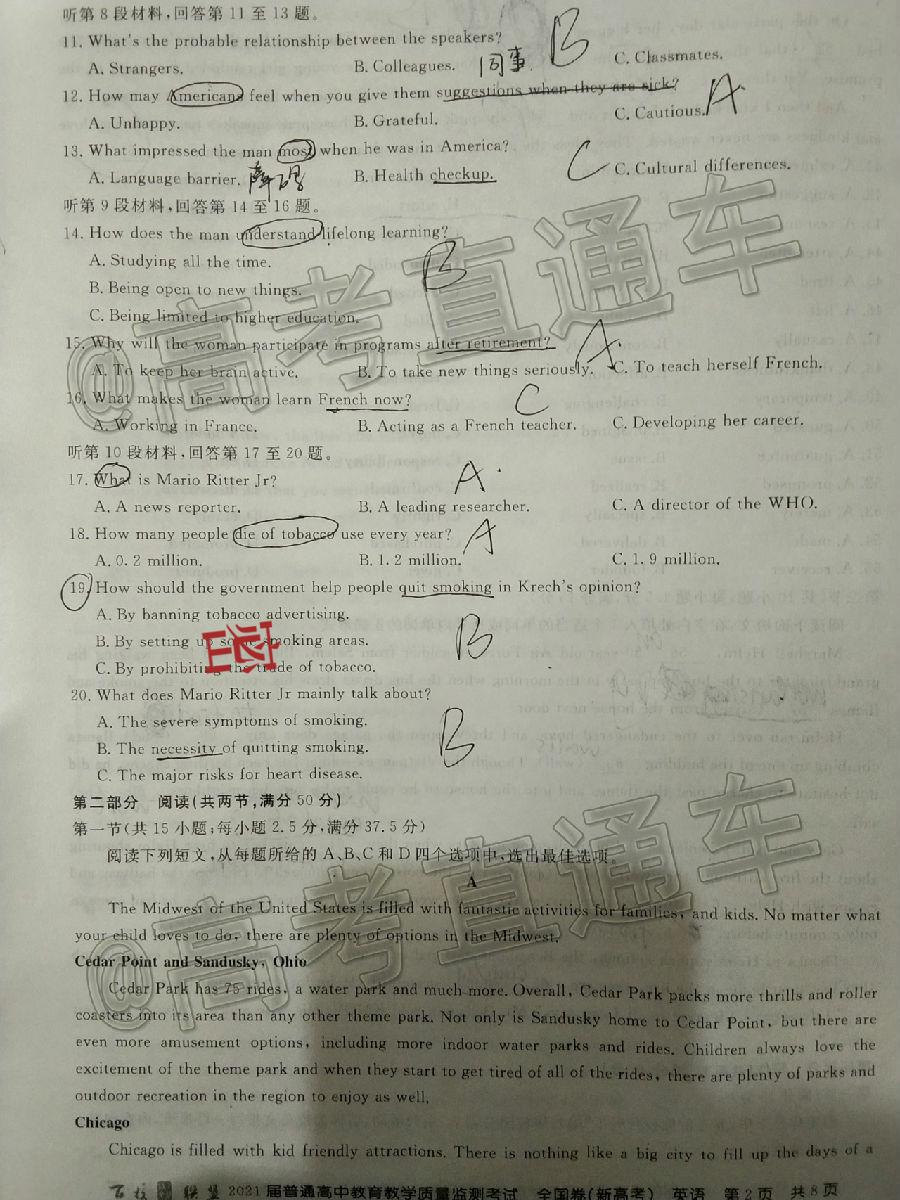 听第8段材料,回答第11至13题。
11. What's the probable relationship between the speakers? B
A. Strangers. B. Colleagues. 同事 C. Classmates.
12. How may Americans feel when you give them suggestions when they are sick? A
A. Unhappy. B. Grateful. C. Cautious.
13. What impressed the man most when he was in America? C
A. Language barrier. 障碍 B. Health checkup. C. Cultural differences.
听第9段材料,回答第14至16题。
14. How does the man understand lifelong learning? B
A. Studying all the time.
B. Being open to new things.
C. Being limited to higher education.
15. Why will the woman participate in programs after retirement? A
A. To keep her brain active. B. To take new things seriously. C. To teach herself French.
16. What makes the woman learn French now? C
A. Working in France. B. Acting as a French teacher. C. Developing her career.
听第10段材料,回答第17至20题。
17. What is Mario Ritter Jr? A
A. A news reporter. B. A leading researcher. C. A director of the WHO.
18. How many people die of tobacco use every year? A
A. 0. 2 million. B. 1. 2 million. C. 1. 9 million.
19. How should the government help people quit smoking in Krech's opinion?
A. By banning tobacco advertising.
B. By setting up some smoking areas. B
C. By prohibiting the trade of tobacco.
20. What does Mario Ritter Jr mainly talk about?
A. The severe symptoms of smoking.
B. The necessity of quitting smoking. B
C. The major risks for heart disease.
第二部分 阅读(共两节,满分50分)
第一节(共15小题;每小题2.5分,满分37.5分)
阅读下列短文,从每题所给的A、B、C和D四个选项中,选出最佳选项。
A
The Midwest of the United States is filled with fantastic activities for families, and kids. No matter what
your child loves to do, there are plenty of options in the Midwest.
Cedar Point and Sandusky, Ohio
Cedar Park has 75 rides, a water park and much more. Overall, Cedar Park packs more thrills and roller
coasters into its area than any other theme park. Not only is Sandusky home to Cedar Point, but there are
even more amusement options, including more indoor water parks and rides. Children always love the
excitement of the theme park and when they start to get tired of all of the rides, there are plenty of parks and
outdoor recreation in the region to enjoy as well.
Chicago
Chicago is filled with kid friendly attractions. There is nothing like a big city to fill up the days of a
百校联盟 2021届普通高中教育教学质量监测考试 全国卷(新高考) 英语 第2页 共8页
@高考直通车
@高考直通车